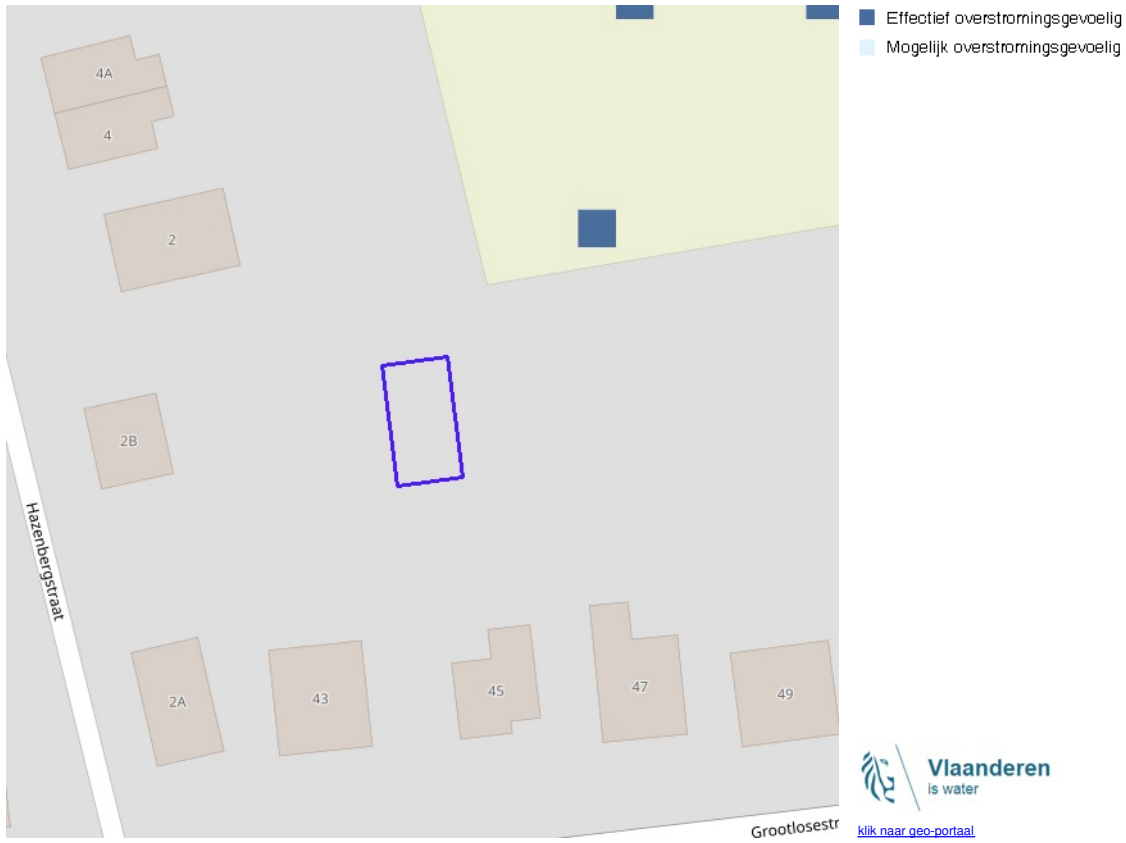 Effectief overstromingsgevoelig
Mogelijk overstromingsgevoelig
4A
4
2
2B
Hazenbergstraat
2A
43
45
47
49
Grootlosestr
Vlaanderen
is water
klik naar geo-portaal